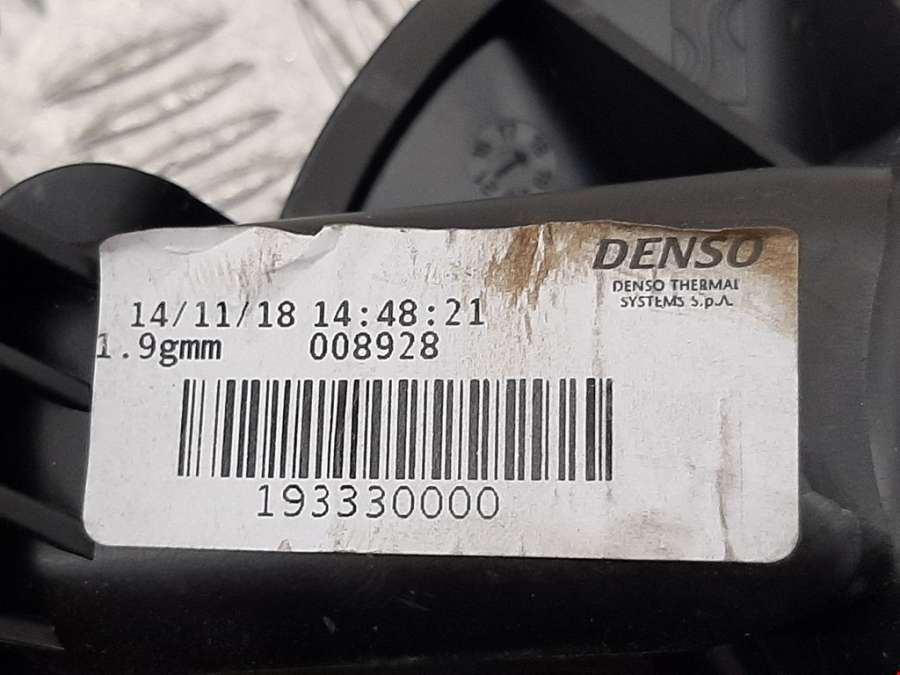 DENSO
DENSO THERMAL
SYSTEMS S.p.A.
14/11/18 14:48:21
1.9gmm 008928
193330000